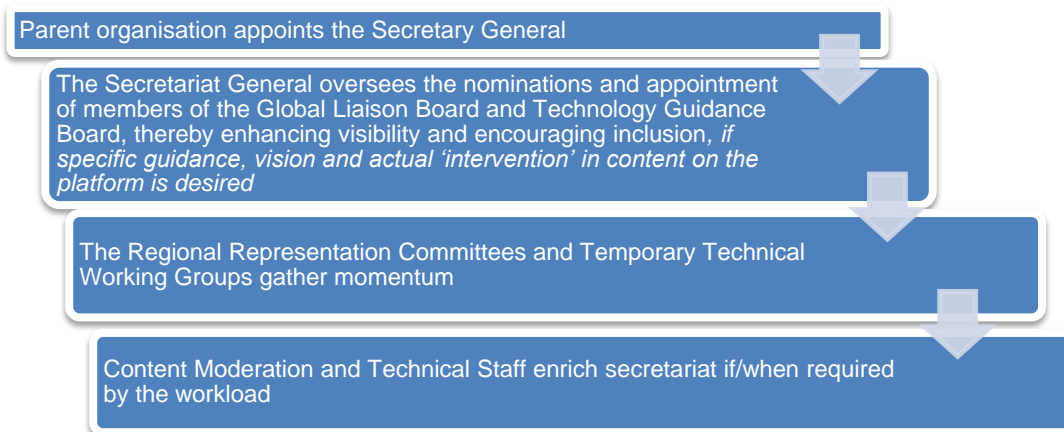 Parent organisation appoints the Secretary General
The Secretariat General oversees the nominations and appointment
of members of the Global Liaison Board and Technology Guidance
Board, thereby enhancing visibility and encouraging inclusion, if
specific guidance, vision and actual ‘intervention’ in content on the
platform is desired
The Regional Representation Committees and Temporary Technical
Working Groups gather momentum
Content Moderation and Technical Staff enrich secretariat if/when required
by the workload